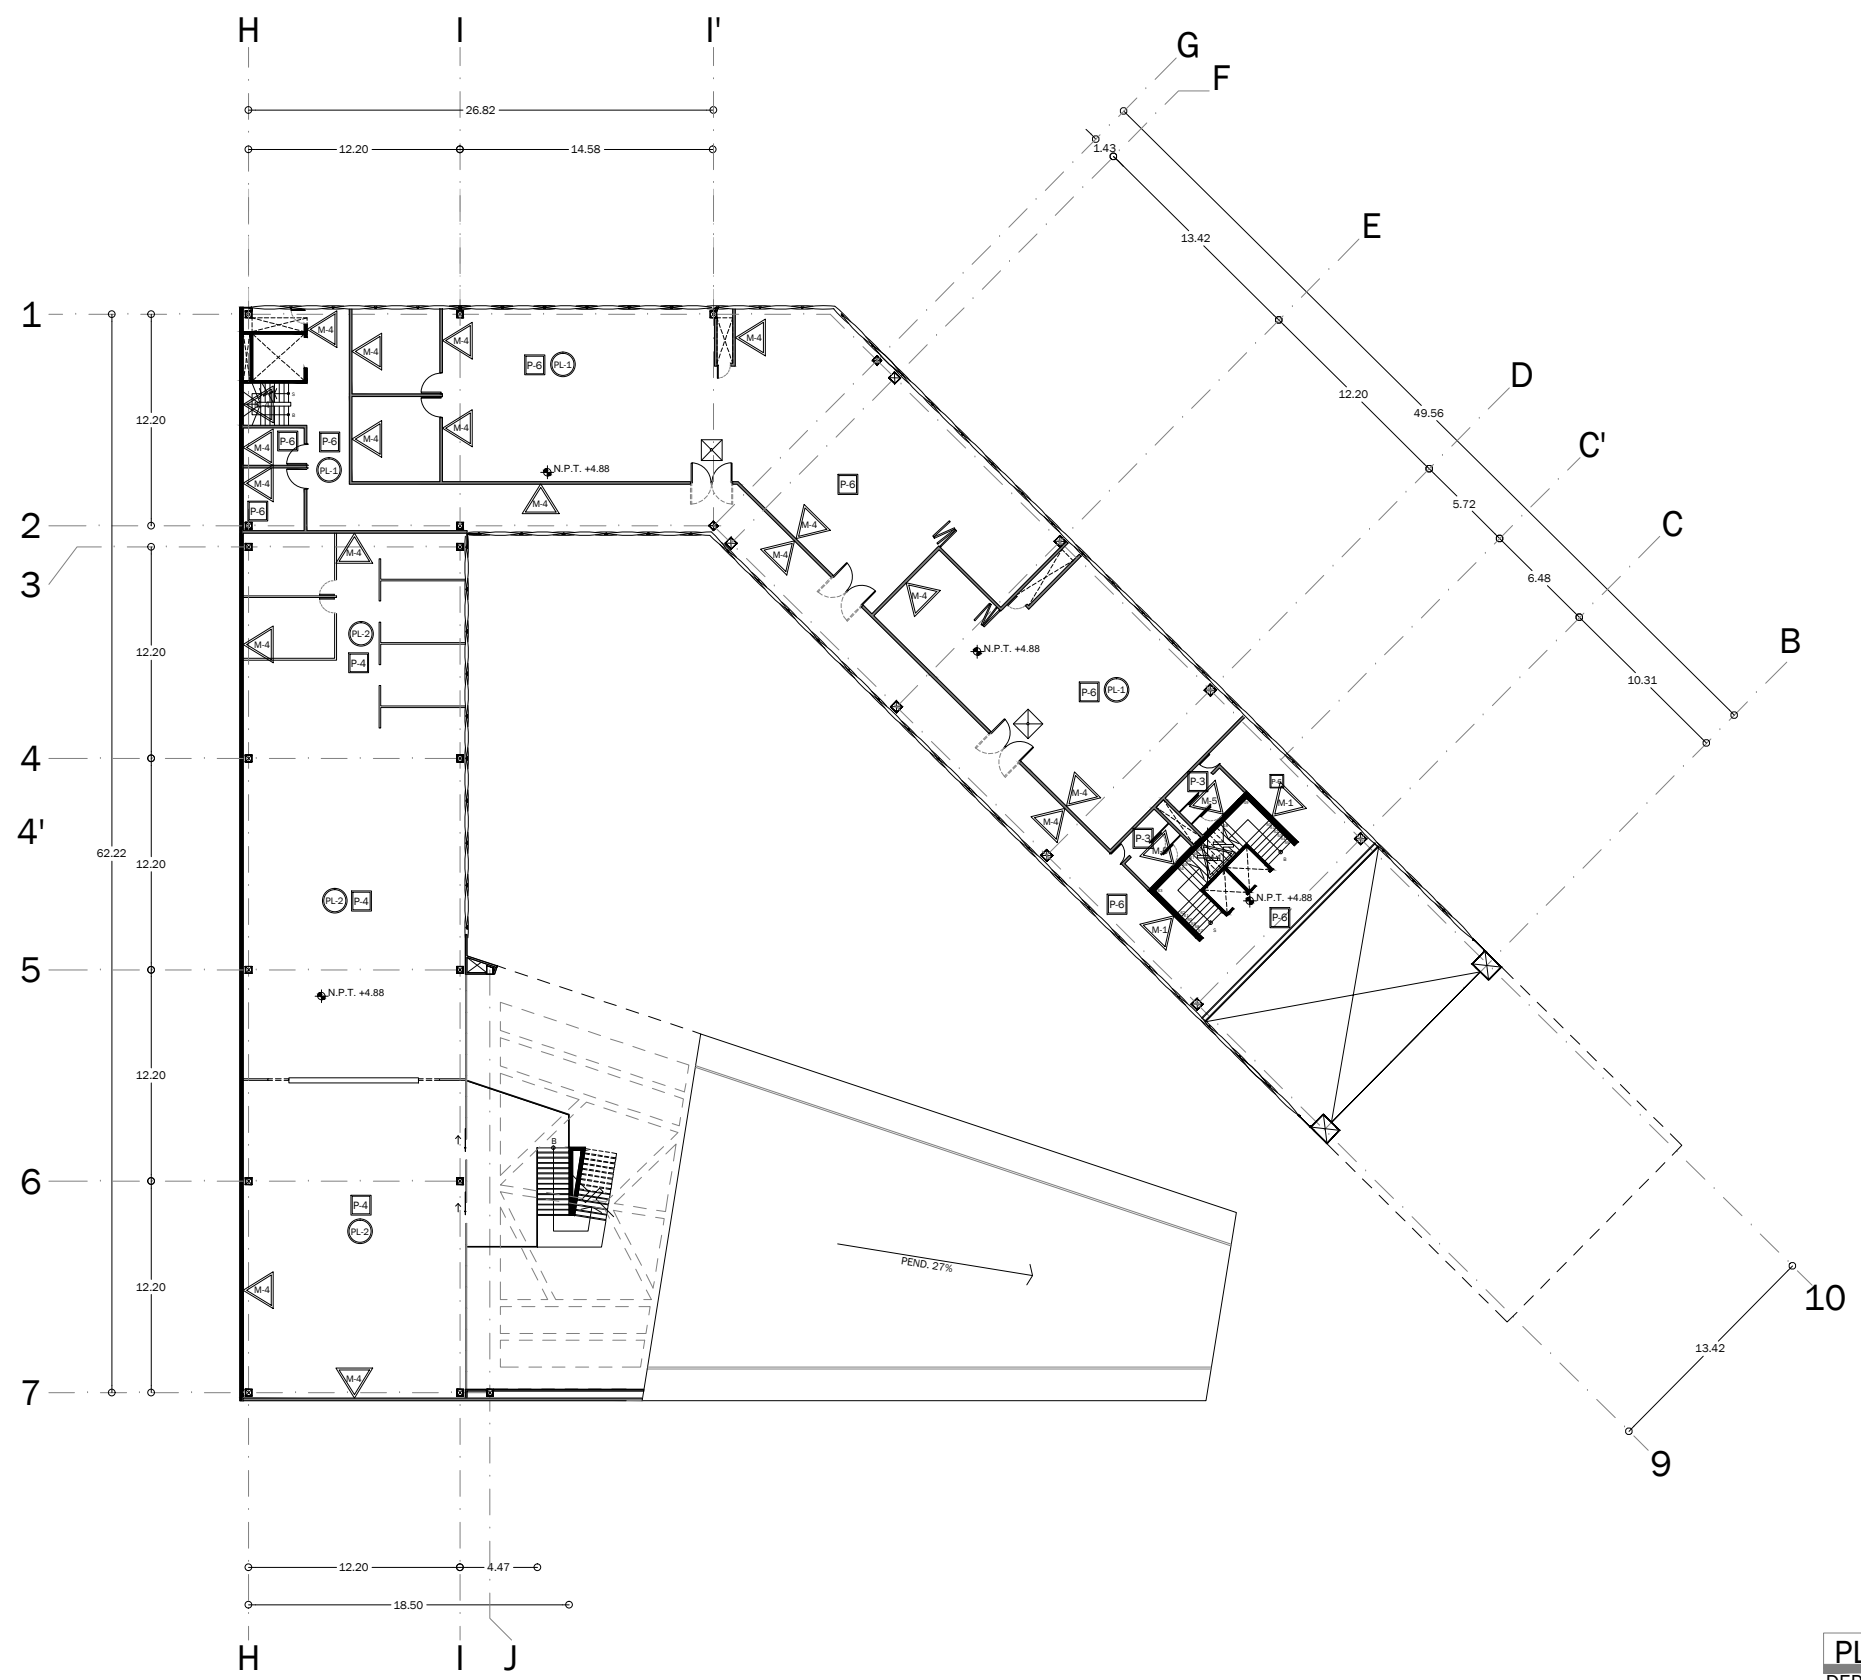 H
I
I'
G
F
26.82
12.20
14.58
1.43
E
13.42
D
12.20
49.56
C'
5.72
C
6.48
B
10.31
1
M-4
M-4
M-4
M-4
P-6
PL-1
12.20
M-4
M-4
M-4
P-6
P-6
PL-1
N.P.T. +4.88
M-4
M-4
P-6
P-6
2
M-4
M-4
3
M-4
M-4
PL-2
M-4
P-4
12.20
N.P.T. +4.88
P-6
PL-1
4
P-3
P-5
M-4
M-5
M-1
4'
M-4
P-3
62.22
12.20
PL-2
P-4
P-6
N.P.T. +4.88
P-6
M-1
5
N.P.T. +4.88
12.20
B
6
P-4
PL-2
PEND. 27%
12.20
M-4
10
13.42
M-4
7
9
12.20
4.47
18.50
H
I
J
PL